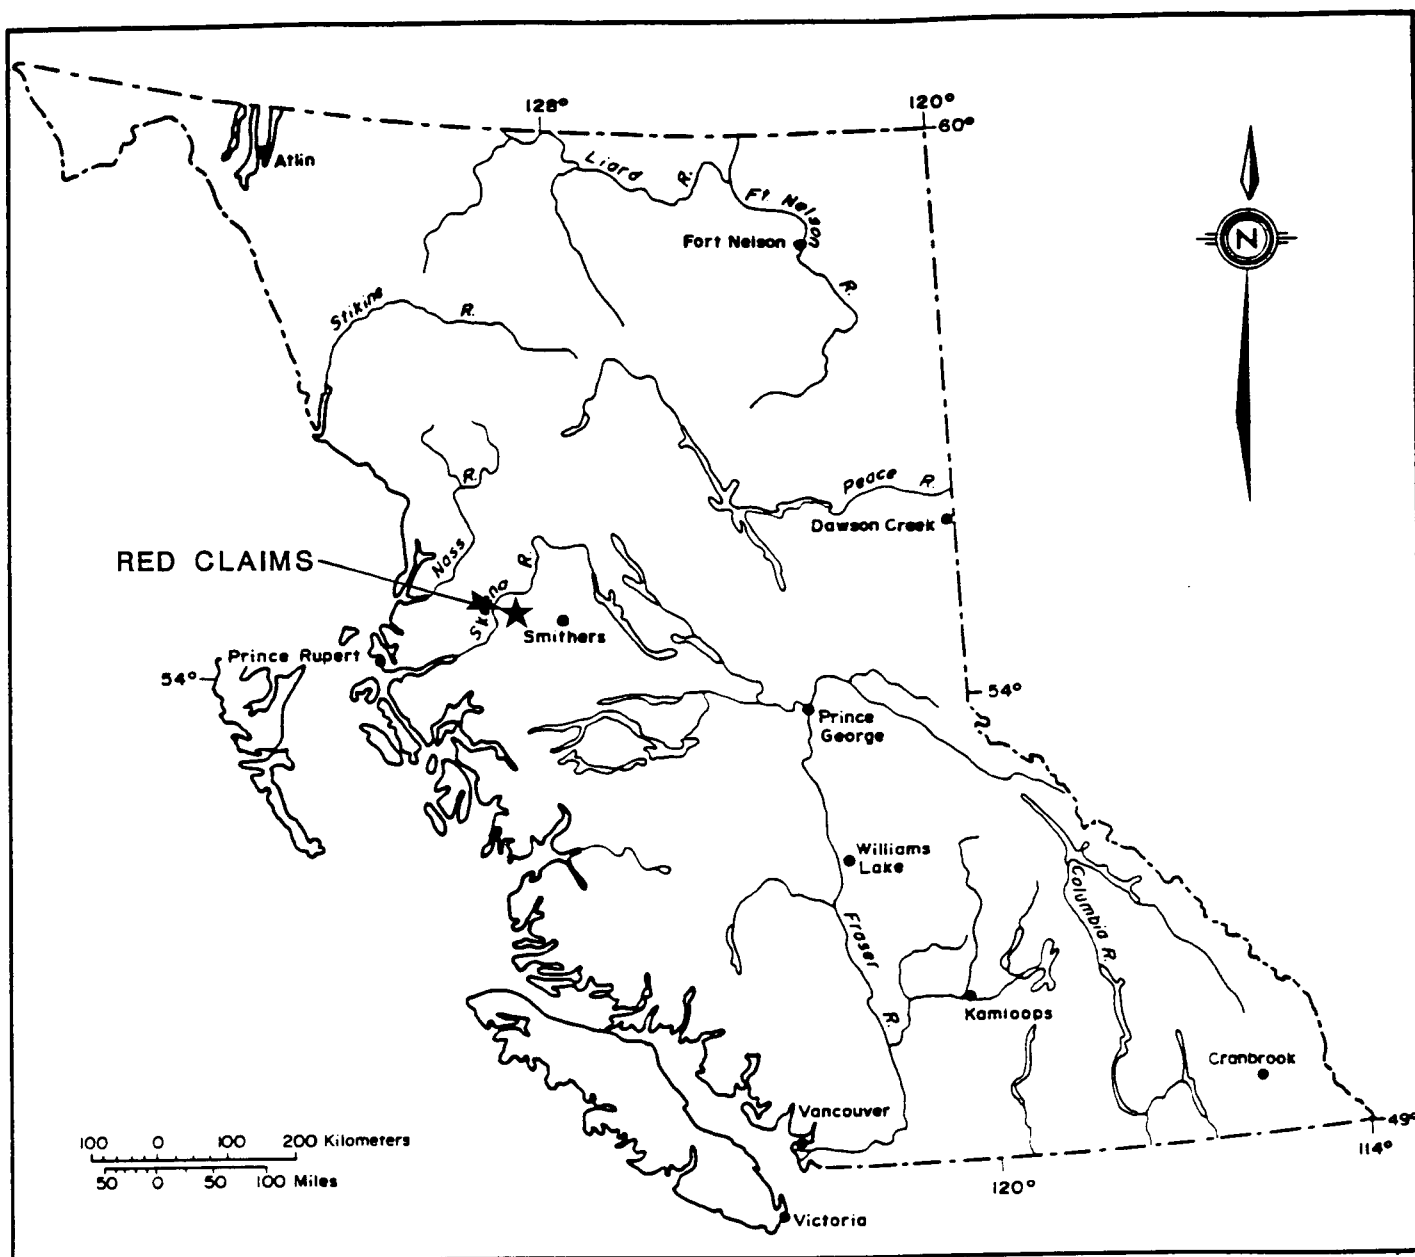 128°
120°
60°
Atlin
Liard R.
Ft. Nelson R.
Fort Nelson
N
Stikine R.
Peace R.
Dawson Creek
Nass R.
RED CLAIMS
Smithers
Prince Rupert
54°
54°
Prince
George
Williams
Lake
Columbia R.
Fraser R.
Kamloops
Cranbrook
Vancouver
49°
114°
120°
Victoria
100 0 100 200 Kilometers
50 0 50 100 Miles